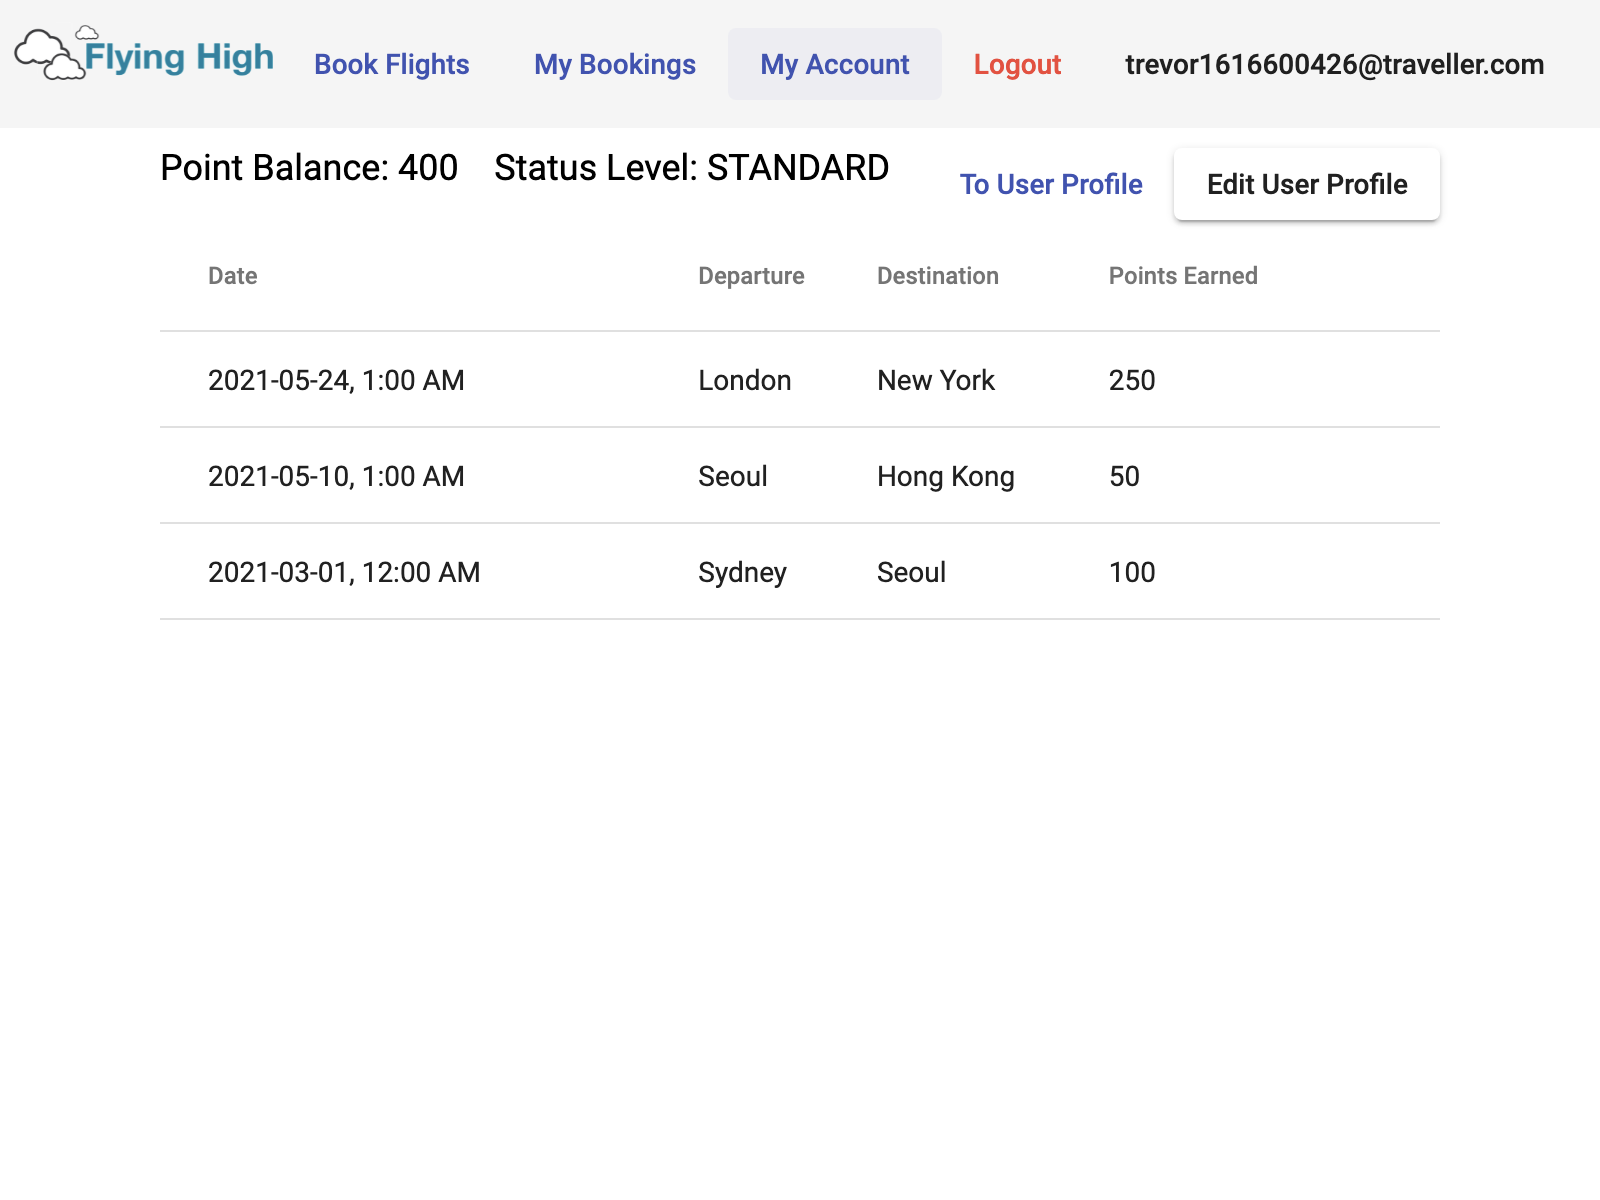 Flying High Book Flights My Bookings My Account Logout trevor1616600426@traveller.com
Point Balance: 400 Status Level: STANDARD To User Profile Edit User Profile
Date Departure Destination Points Earned
2021-05-24, 1:00 AM London New York 250
2021-05-10, 1:00 AM Seoul Hong Kong 50
2021-03-01, 12:00 AM Sydney Seoul 100